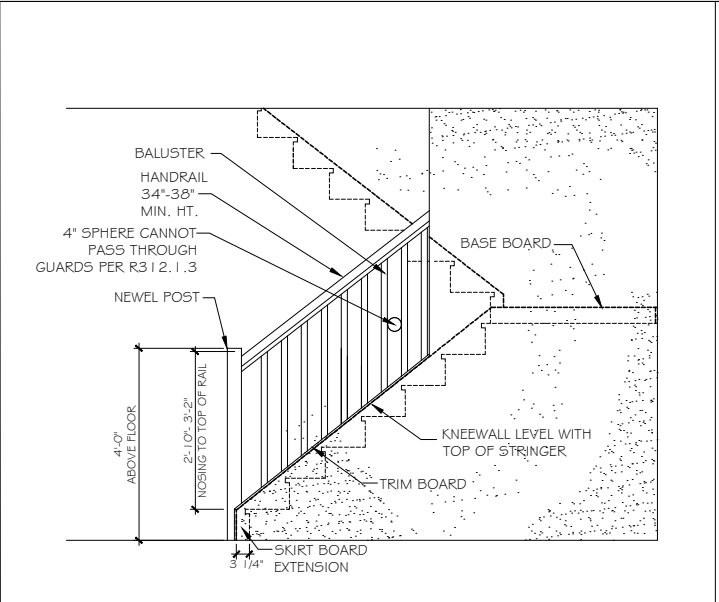 BALUSTER
HANDRAIL
34"-38"
MIN. HT.
4" SPHERE CANNOT
PASS THROUGH
GUARDS PER R312.1.3
NEWEL POST
BASE BOARD
4'-0"
ABOVE FLOOR
2'-10"- 3'-2"
NOSING TO TOP OF RAIL
KNEEWALL LEVEL WITH
TOP OF STRINGER
TRIM BOARD
SKIRT BOARD
EXTENSION
3 1/4"